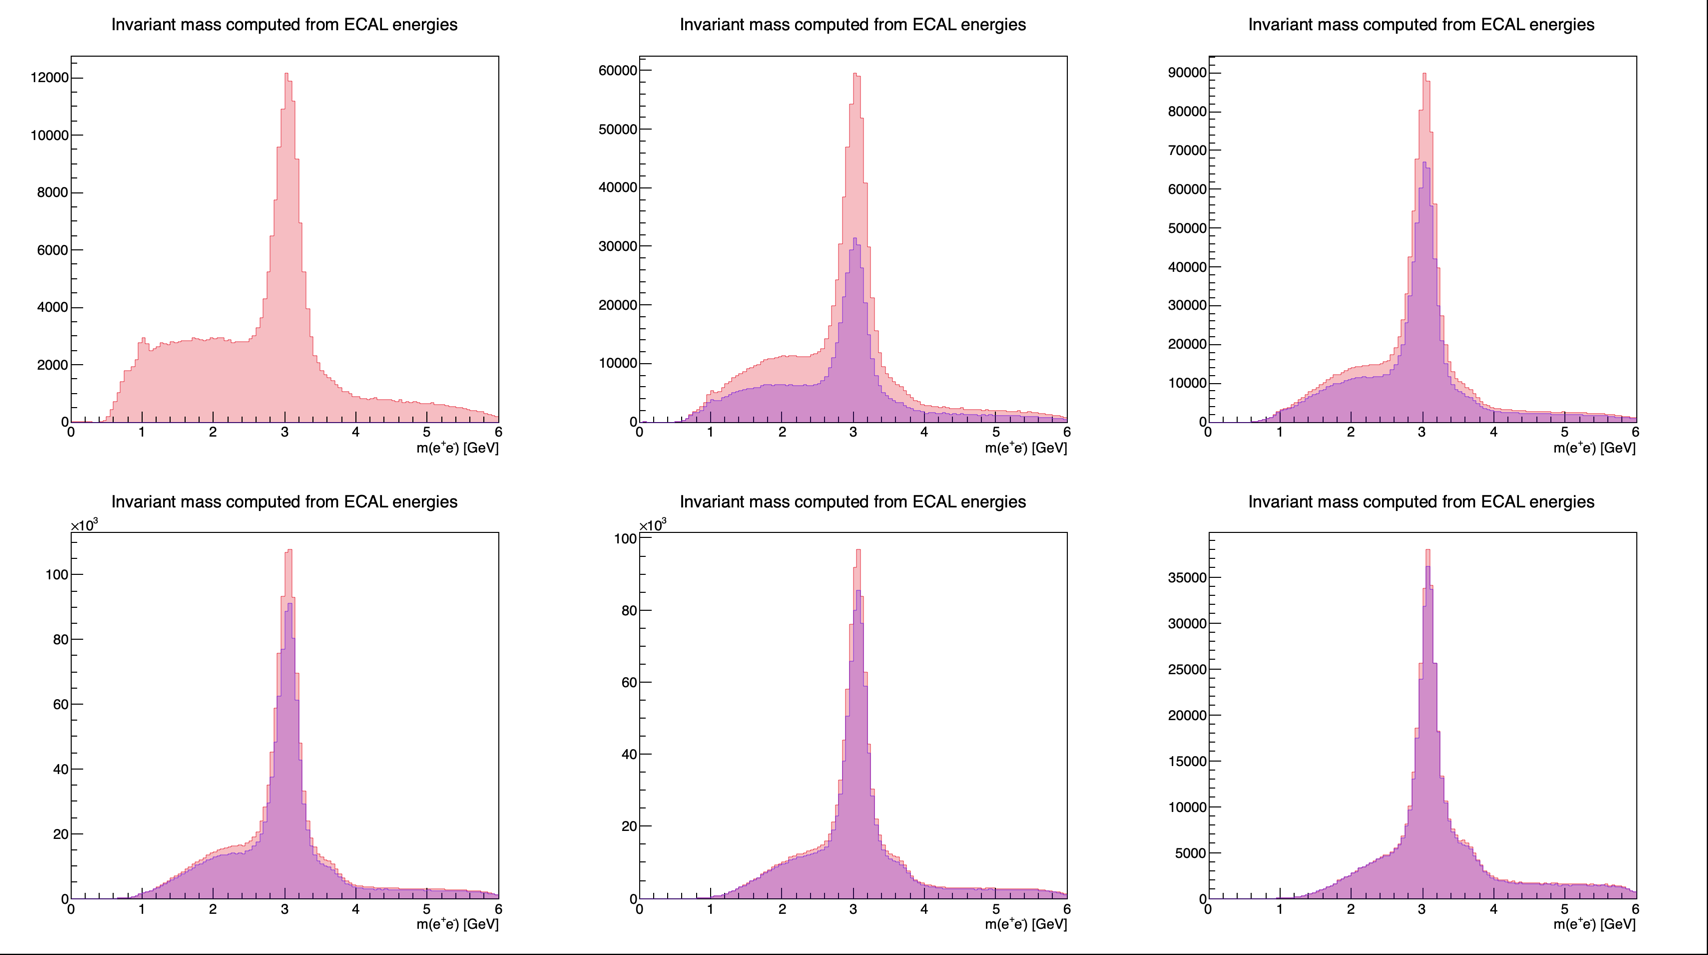 Invariant mass computed from ECAL energies
12000
10000
8000
6000
4000
2000
0
0 1 2 3 4 5 6
m(e⁺e⁻) [GeV]
Invariant mass computed from ECAL energies
60000
50000
40000
30000
20000
10000
0
0 1 2 3 4 5 6
m(e⁺e⁻) [GeV]
Invariant mass computed from ECAL energies
90000
80000
70000
60000
50000
40000
30000
20000
10000
0
0 1 2 3 4 5 6
m(e⁺e⁻) [GeV]
Invariant mass computed from ECAL energies
×10³
100
80
60
40
20
0
0 1 2 3 4 5 6
m(e⁺e⁻) [GeV]
Invariant mass computed from ECAL energies
×10³
100
80
60
40
20
0
0 1 2 3 4 5 6
m(e⁺e⁻) [GeV]
Invariant mass computed from ECAL energies
35000
30000
25000
20000
15000
10000
5000
0
0 1 2 3 4 5 6
m(e⁺e⁻) [GeV]